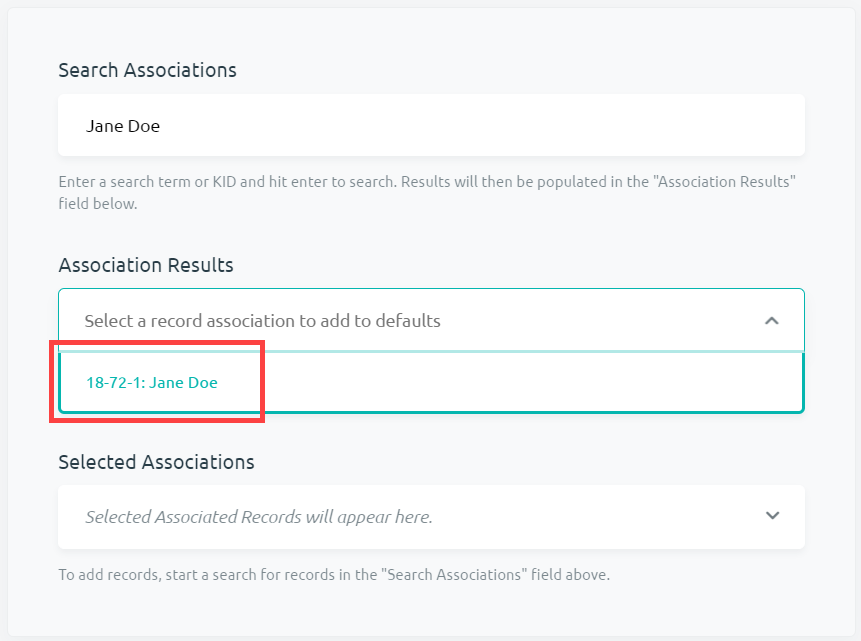 Search Associations
Jane Doe
Enter a search term or KID and hit enter to search. Results will then be populated in the "Association Results"
field below.
Association Results
Select a record association to add to defaults
18-72-1: Jane Doe
Selected Associations
Selected Associated Records will appear here.
To add records, start a search for records in the "Search Associations" field above.